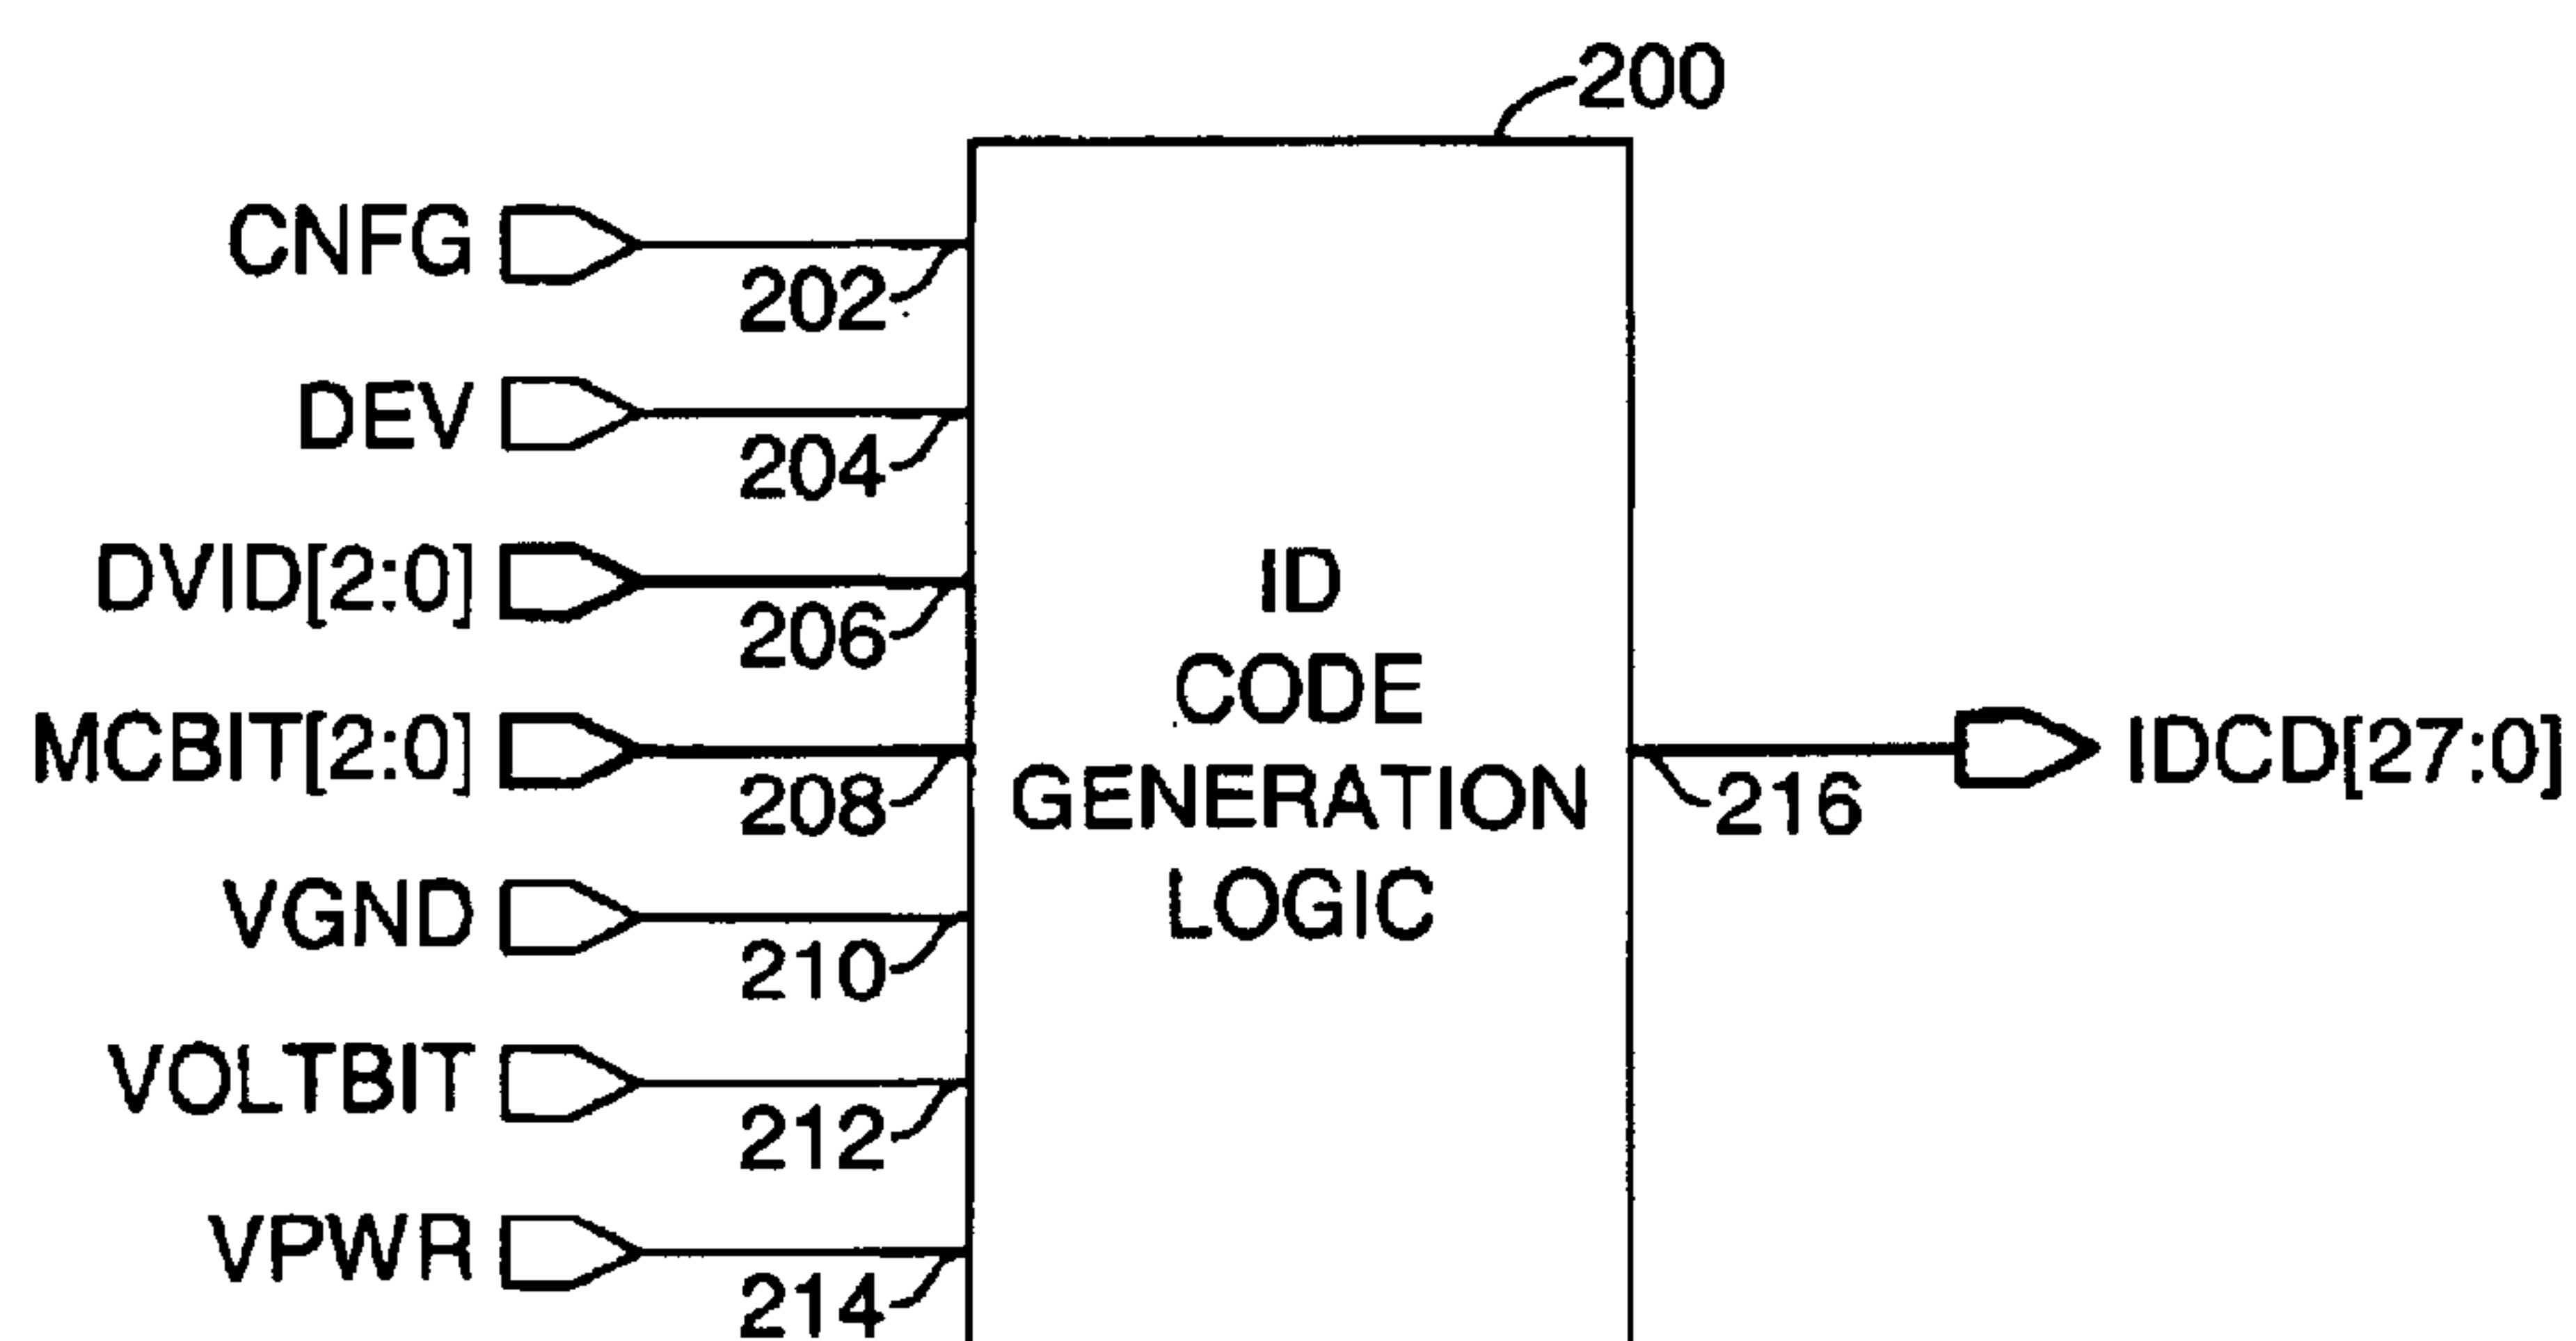 200
CNFG
202
DEV
204
DVID[2:0]
206
MCBIT[2:0]
208
VGND
210
VOLTBIT
212
VPWR
214
ID
CODE
GENERATION
LOGIC
216
IDCD[27:0]